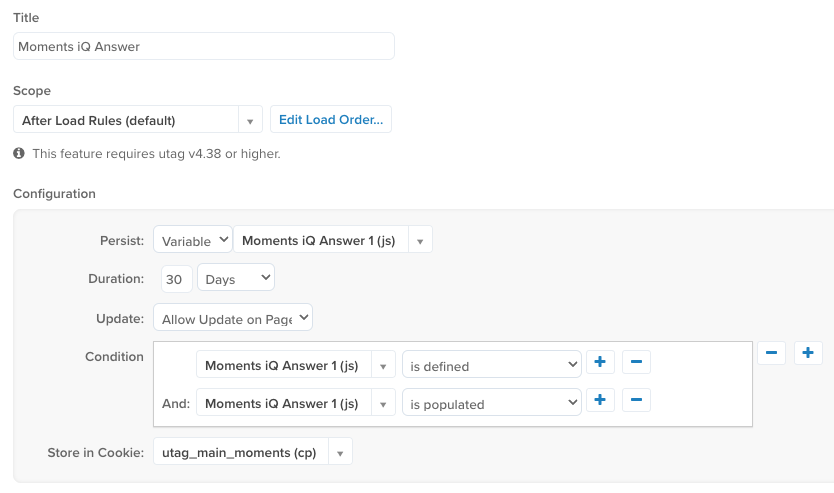 Title
Moments iQ Answer
Scope
After Load Rules (default) Edit Load Order...
This feature requires utag v4.38 or higher.
Configuration
Persist: Variable Moments iQ Answer 1 (js)
Duration: 30 Days
Update: Allow Update on Page
Condition Moments iQ Answer 1 (js) is defined
And: Moments iQ Answer 1 (js) is populated
Store in Cookie: utag_main_moments (cp)